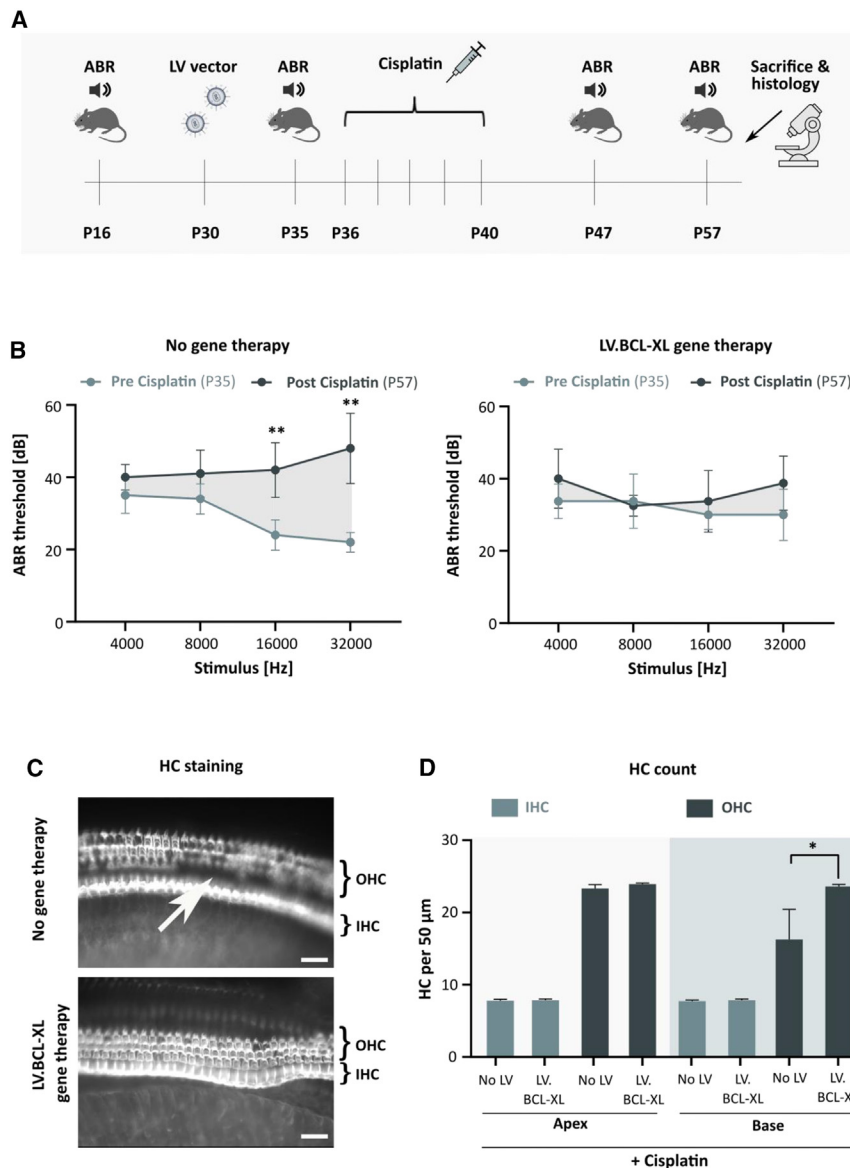 A
ABR LV vector ABR Cisplatin ABR ABR Sacrifice &
histology
P16 P30 P35 P36 P40 P47 P57
B
No gene therapy
Pre Cisplatin (P35) Post Cisplatin (P57)
ABR threshold [dB]
60
40
20
0
** **
4000 8000 16000 32000
Stimulus [Hz]
LV.BCL-XL gene therapy
Pre Cisplatin (P35) Post Cisplatin (P57)
ABR threshold [dB]
60
40
20
0
4000 8000 16000 32000
Stimulus [Hz]
C
HC staining
No gene therapy
OHC
IHC
LV.BCL-XL
gene therapy
OHC
IHC
D
HC count
IHC OHC
HC per 50 µm
30
20
10
0
*
No LV LV. No LV LV. No LV LV. No LV LV.
BCL-XL BCL-XL BCL-XL BCL-X
Apex Base
+ Cisplatin